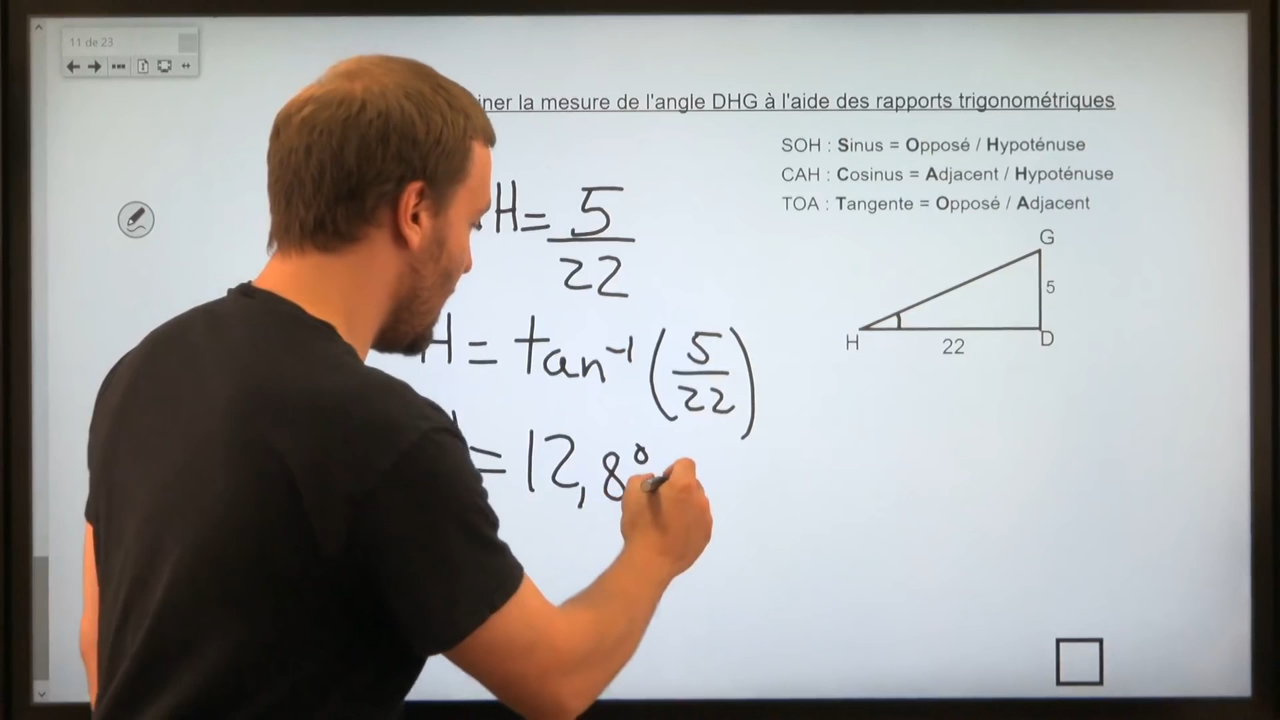 11 de 23
la mesure de l'angle DHG à l'aide des rapports trigonométriques
SOH : Sinus = Opposé / Hypoténuse
CAH : Cosinus = Adjacent / Hypoténuse
TOA : Tangente = Opposé / Adjacent
H = 5
22
H = tan⁻¹ (5/22)
= 12,8°
G
5
H
22
D